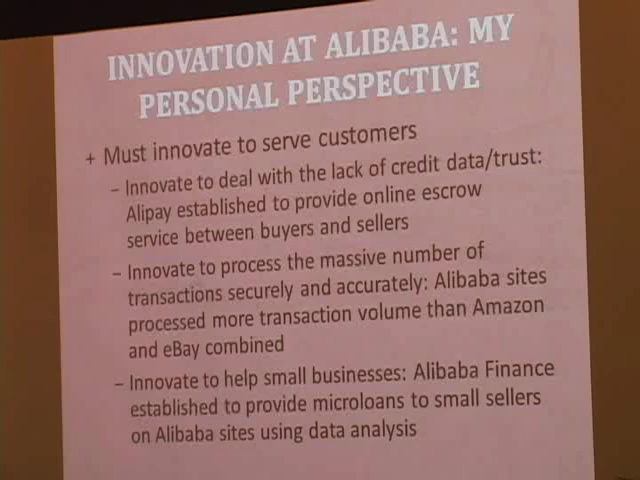 INNOVATION AT ALIBABA: MY
PERSONAL PERSPECTIVE
+ Must innovate to serve customers
– Innovate to deal with the lack of credit data/trust:
Alipay established to provide online escrow
service between buyers and sellers
– Innovate to process the massive number of
transactions securely and accurately: Alibaba sites
processed more transaction volume than Amazon
and eBay combined
– Innovate to help small businesses: Alibaba Finance
established to provide microloans to small sellers
on Alibaba sites using data analysis